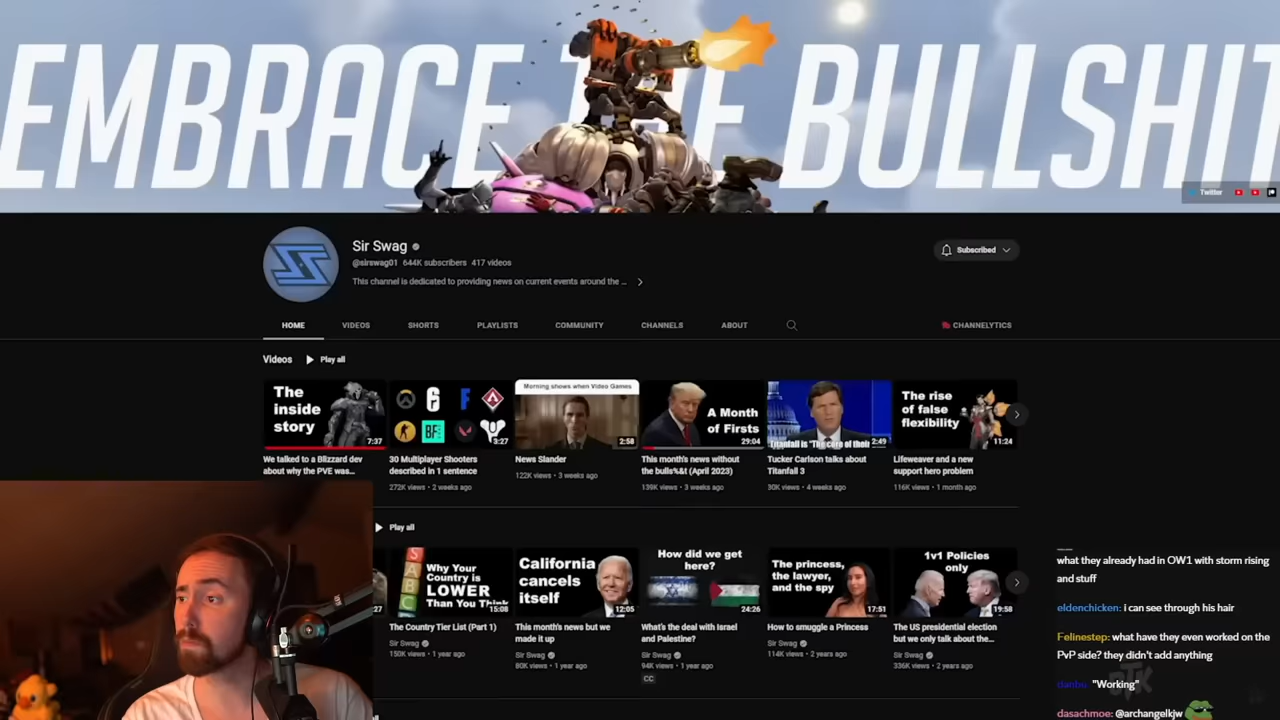 EMBRACE THE BULLSHIT
Twitter
Sir Swag
@sirswag01 644K subscribers 417 videos
This channel is dedicated to providing news on current events around the ...
Subscribed
HOME VIDEOS SHORTS PLAYLISTS COMMUNITY CHANNELS ABOUT CHANNELYTICS
Videos Play all
The
inside
story
7:37
We talked to a Blizzard dev
about why the PVE was...
6
F
BF
3:27
30 Multiplayer Shooters
described in 1 sentence
272K views • 2 weeks ago
Morning shows when Video Games
2:58
News Slander
122K views • 3 weeks ago
A Month
of Firsts
29:04
This month's news without
the bulls%&t (April 2023)
139K views • 3 weeks ago
Titanfall is "The core of their
2:49
Tucker Carlson talks about
Titanfall 3
30K views • 4 weeks ago
The rise
of false
flexibility
11:24
Lifeweaver and a new
support hero problem
116K views • 1 month ago
Play all
:27
S
A
B
C
Why Your
Country is
LOWER
Than You Think
15:08
The Country Tier List (Part 1)
Sir Swag
150K views • 1 year ago
California
cancels
itself
12:05
This month's news but we
made it up
Sir Swag
80K views • 1 year ago
How did we get
here?
24:26
What's the deal with Israel
and Palestine?
Sir Swag
94K views • 1 year ago
CC
The princess,
the lawyer,
and the spy
17:51
How to smuggle a Princess
Sir Swag
114K views • 2 years ago
1v1 Policies
only
19:58
The US presidential election
but we only talk about the...
Sir Swag
336K views • 2 years ago
what they already had in OW1 with storm rising
and stuff
eldenchicken: i can see through his hair
Felinestep: what have they even worked on the
PvP side? they didn't add anything
"Working"
dasachmoe: @archangelkjw